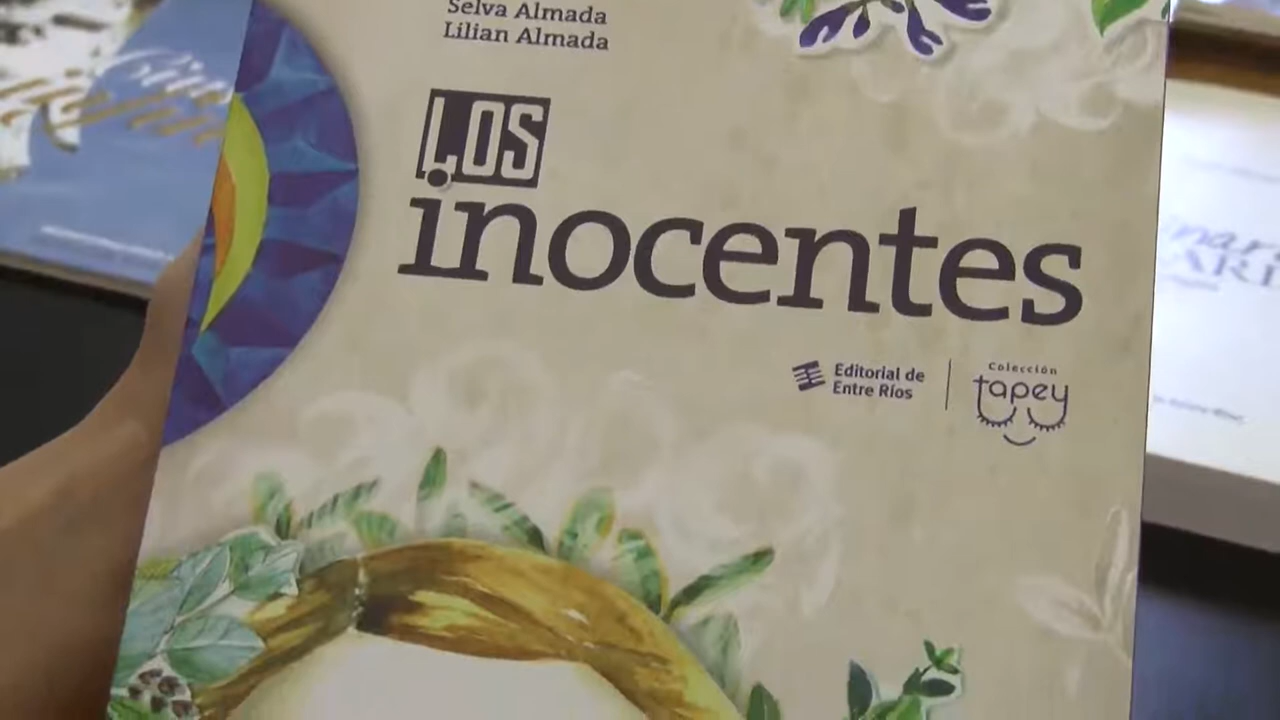 Selva Almada
Lilian Almada
LOS
inocentes
Editorial de
Entre Ríos
Colección
tapey